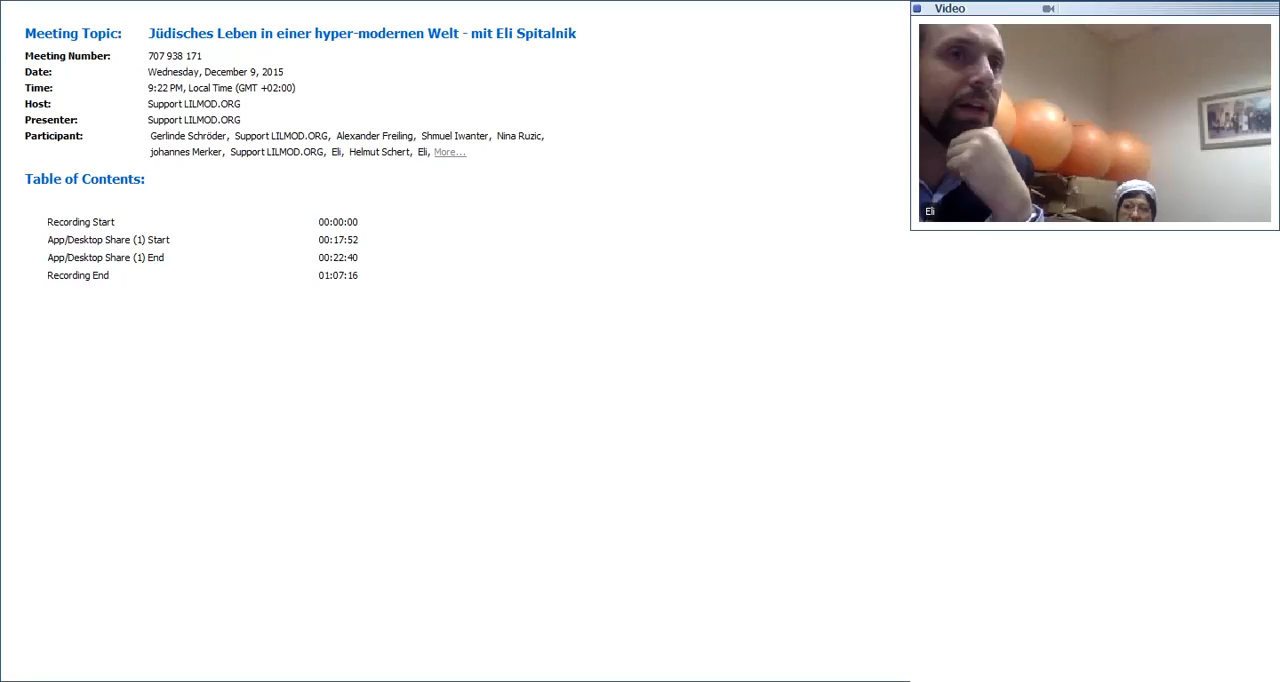 Meeting Topic: Jüdisches Leben in einer hyper-modernen Welt - mit Eli Spitalnik
Meeting Number: 707 938 171
Date: Wednesday, December 9, 2015
Time: 9:22 PM, Local Time (GMT +02:00)
Host: Support LILMOD.ORG
Presenter: Support LILMOD.ORG
Participant: Gerlinde Schröder, Support LILMOD.ORG, Alexander Freiling, Shmuel Iwanter, Nina Ruzic,
johannes Merker, Support LILMOD.ORG, Eli, Helmut Schert, Eli, More...
Table of Contents:
Recording Start 00:00:00
App/Desktop Share (1) Start 00:17:52
App/Desktop Share (1) End 00:22:40
Recording End 01:07:16
Video
Eli